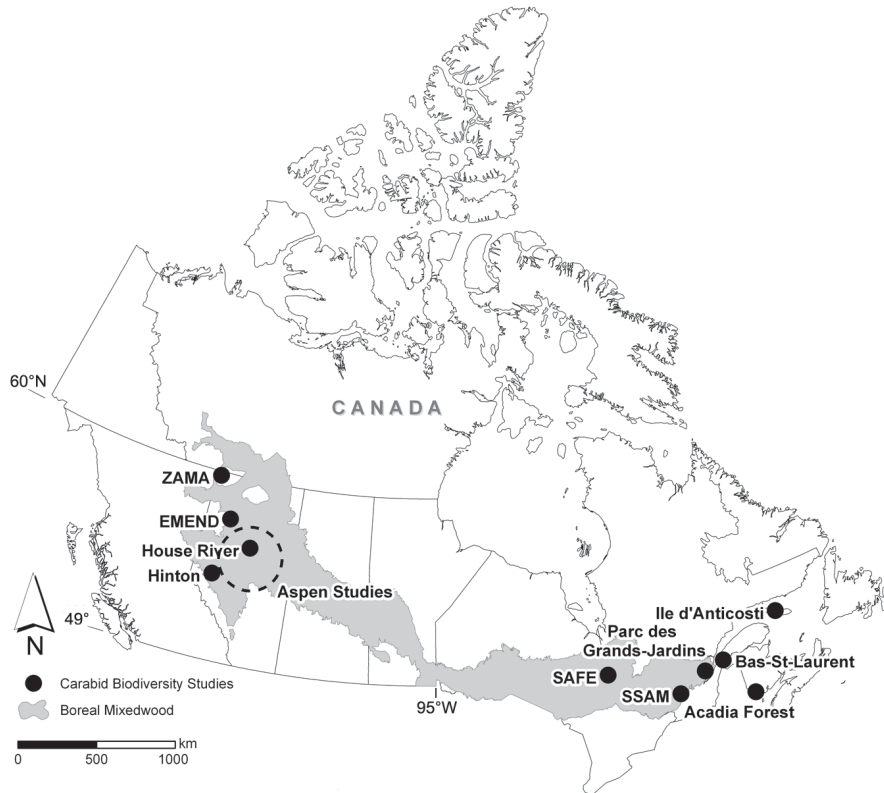 60°N
CANADA
ZAMA
EMEND
House River
Hinton
Aspen Studies
49°
N
Ile d'Anticosti
Parc des
Grands-Jardins
Bas-St-Laurent
SAFE
SSAM
Acadia Forest
95°W
Carabid Biodiversity Studies
Boreal Mixedwood
km
0 500 1000